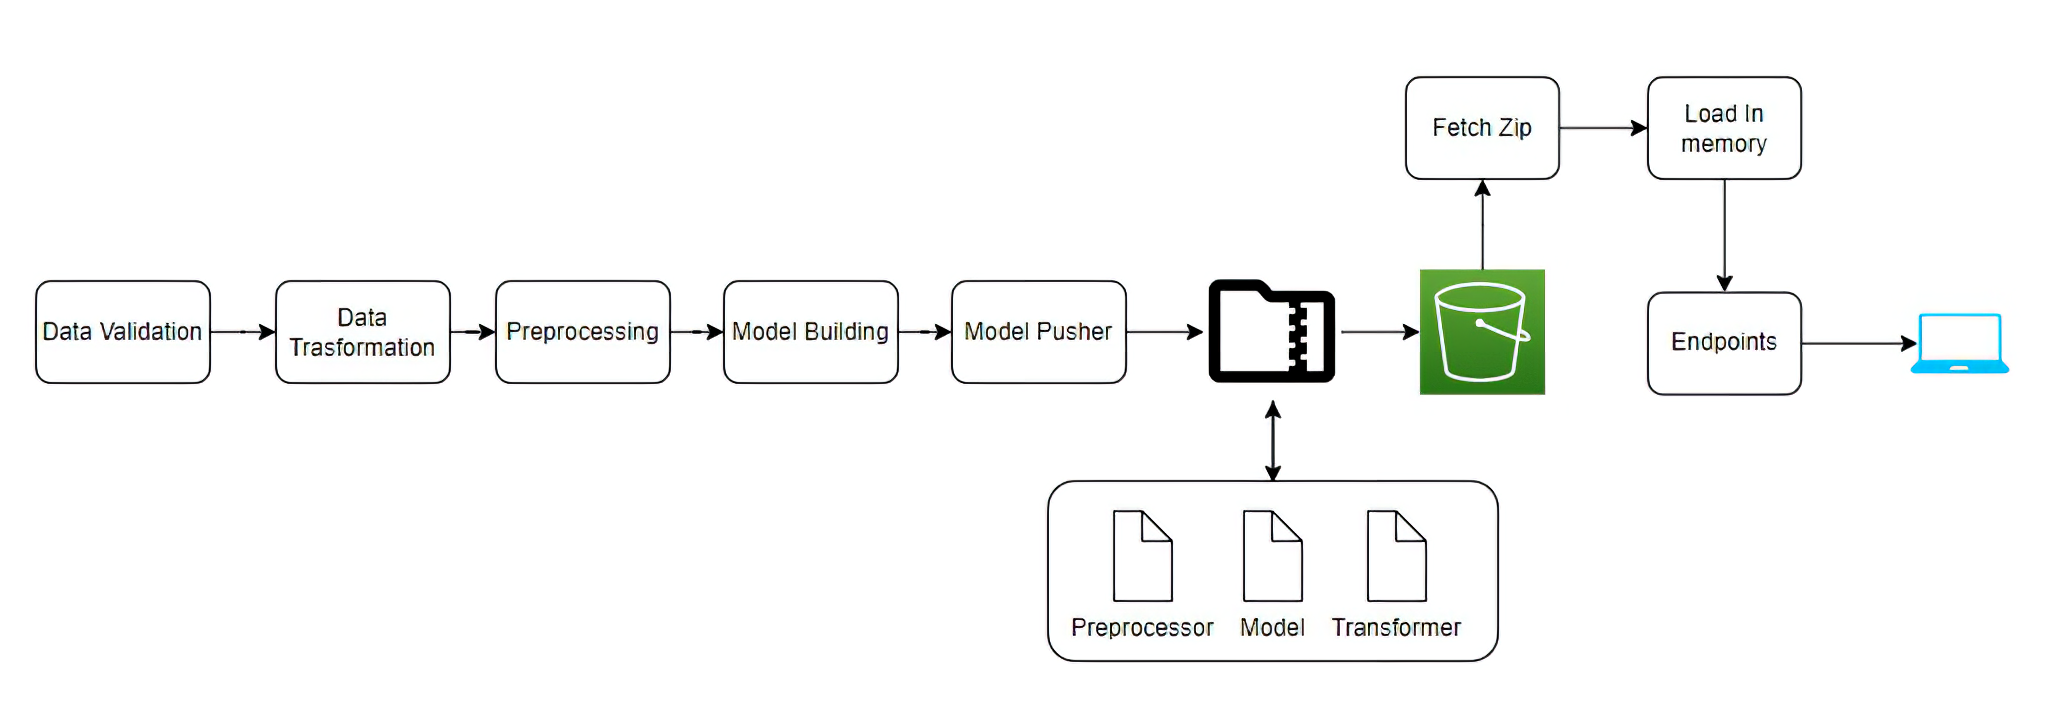 Fetch Zip
Load In
memory
Data Validation
Data
Trasformation
Preprocessing
Model Building
Model Pusher
Endpoints
Preprocessor
Model
Transformer